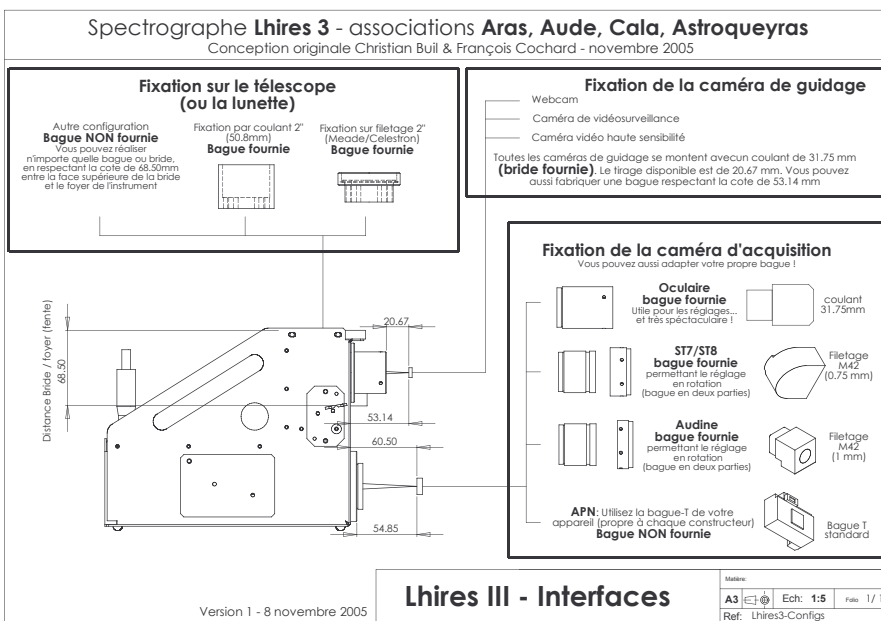 Spectrographe Lhires 3 - associations Aras, Aude, Cala, Astroqueyras
Conception originale Christian Buil & François Cochard - novembre 2005
Fixation sur le télescope
(ou la lunette)
Autre configuration
Bague NON fournie
Vous pouvez réaliser
n'importe quelle bague ou bride,
en respectant la cote de 68.50mm
entre la face supérieure de la bride
et le foyer de l'instrument
Fixation par coulant 2"
(50.8mm)
Bague fournie
Fixation sur filetage 2"
(Meade/Celestron)
Bague fournie
Fixation de la caméra de guidage
Webcam
Caméra de vidéosurveillance
Caméra vidéo haute sensibilité
Toutes les caméras de guidage se montent avecun coulant de 31.75 mm
(bride fournie). Le tirage disponible est de 20.67 mm. Vous pouvez
aussi fabriquer une bague respectant la cote de 53.14 mm
Fixation de la caméra d'acquisition
Vous pouvez aussi adapter votre propre bague !
Oculaire
bague fournie
Utile pour les réglages...
et très spéctaculaire !
coulant
31.75mm
ST7/ST8
bague fournie
permettant le réglage
en rotation
(bague en deux parties)
Filetage
M42
(0.75 mm)
Audine
bague fournie
permettant le réglage
en rotation
(bague en deux parties)
Filetage
M42
(1 mm)
APN: Utilisez la bague-T de votre
appareil (propre à chaque constructeur)
Bague NON fournie
Bague T
standard
Distance Bride / foyer (fente)
68.50
20.67
53.14
60.50
54.85
Version 1 - 8 novembre 2005
Lhires III - Interfaces
Matière:
A3
Ech: 1:5
Folio 1/ 1
Ref: Lhires3-Configs